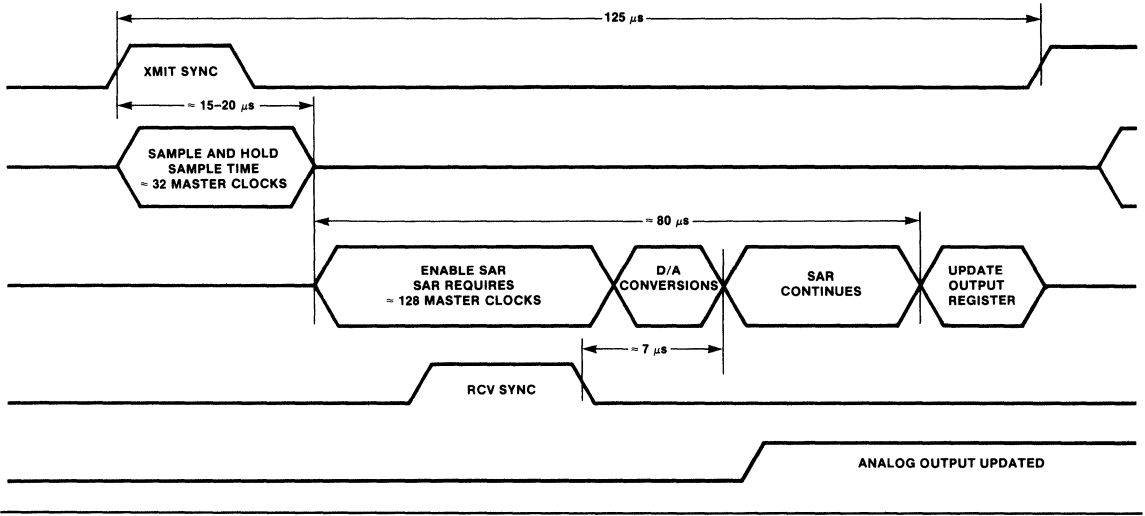 125 μs
XMIT SYNC
≈ 15–20 μs
SAMPLE AND HOLD
SAMPLE TIME
≈ 32 MASTER CLOCKS
≈ 80 μs
ENABLE SAR
SAR REQUIRES
≈ 128 MASTER CLOCKS
D/A
CONVERSIONS
SAR
CONTINUES
UPDATE
OUTPUT
REGISTER
≈ 7 μs
RCV SYNC
ANALOG OUTPUT UPDATED